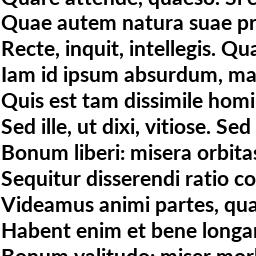 Quare attende, quaeso. Si
Quae autem natura suae pr
Recte, inquit, intellegis. Qua
Iam id ipsum absurdum, ma
Quis est tam dissimile homi
Sed ille, ut dixi, vitiose. Sed
Bonum liberi: misera orbitas
Sequitur disserendi ratio co
Videamus animi partes, qua
Habent enim et bene longa
Bonum valitudo: miser mor